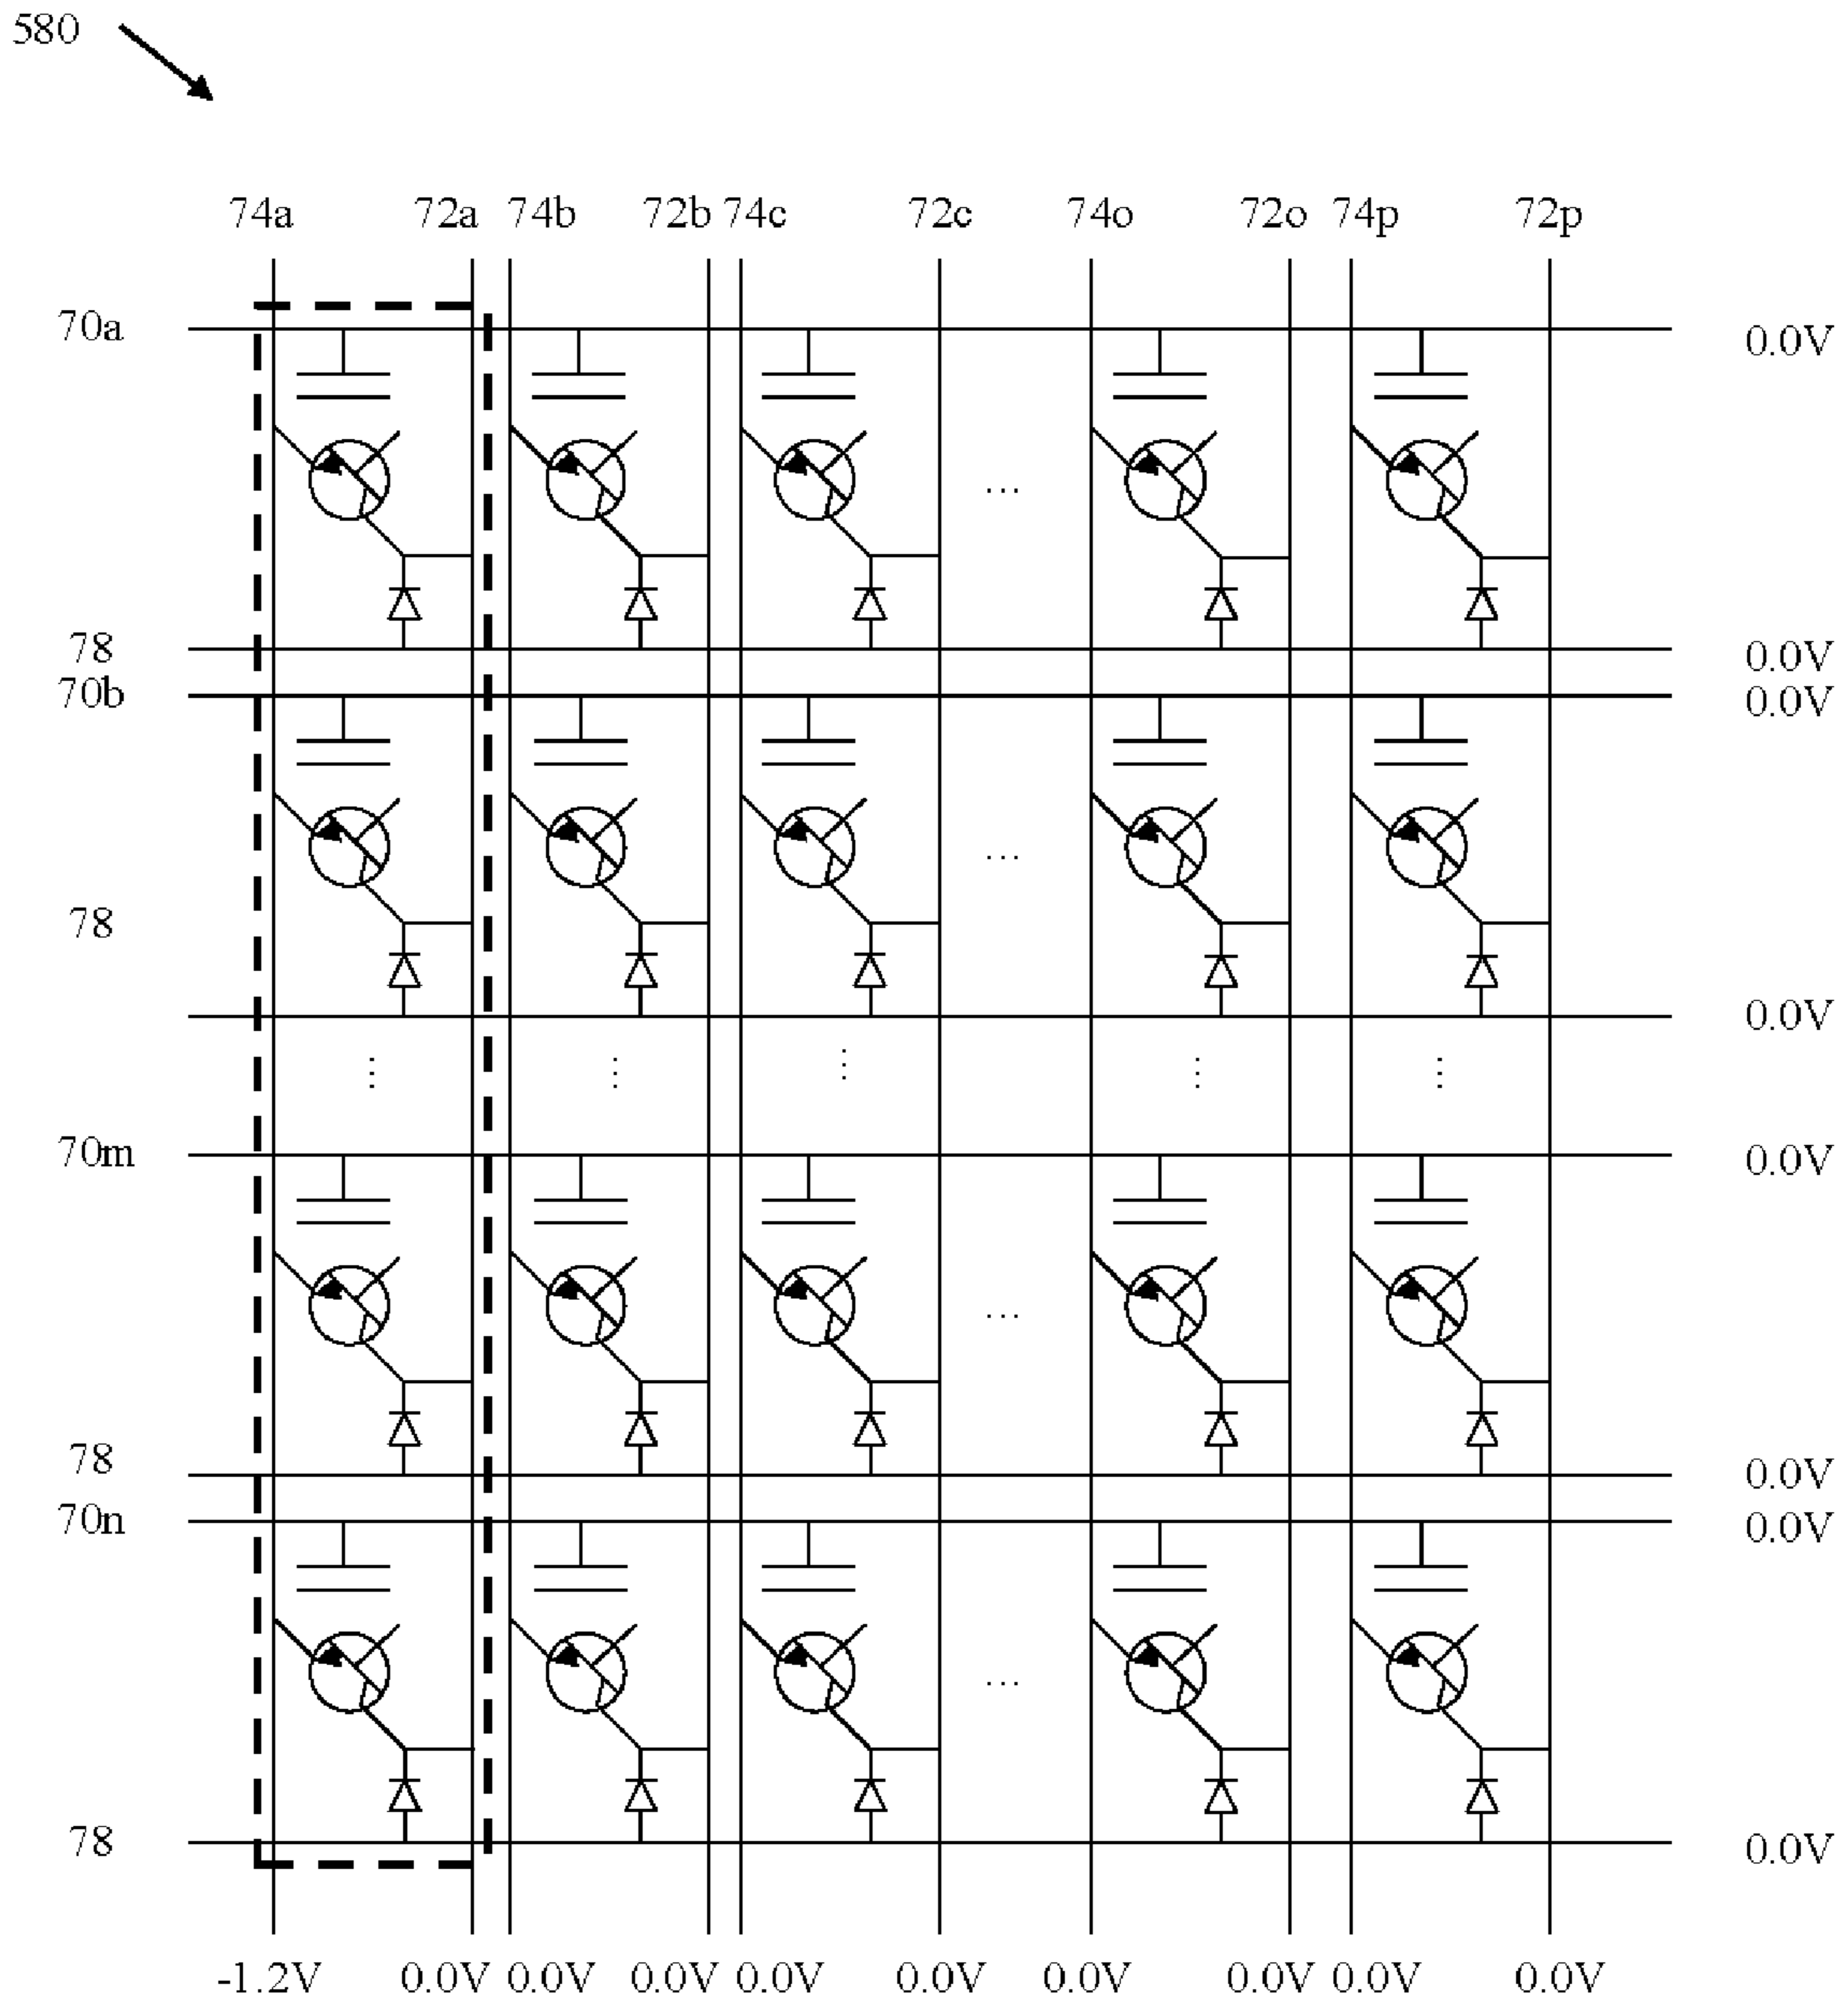 580
74a 72a 74b 72b 74c 72c 74o 72o 74p 72p
70a 0.0V
... 
78 0.0V
70b 0.0V
...
78
0.0V
... ... ... ... ...
70m 0.0V
...
78 0.0V
70n 0.0V
...
78 0.0V
-1.2V 0.0V 0.0V 0.0V 0.0V 0.0V 0.0V 0.0V 0.0V 0.0V